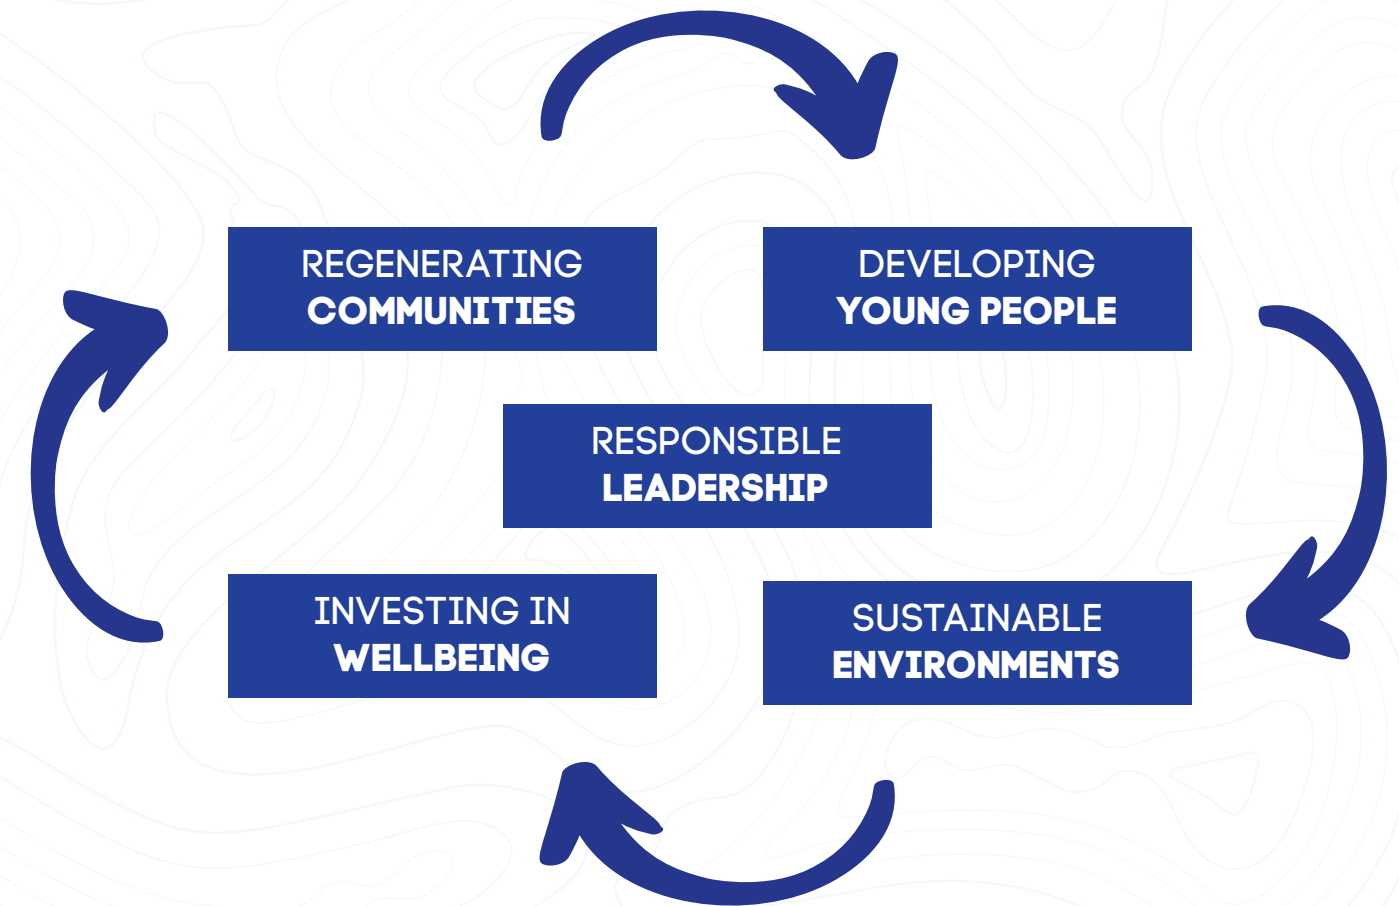 REGENERATING
COMMUNITIES
DEVELOPING
YOUNG PEOPLE
RESPONSIBLE
LEADERSHIP
INVESTING IN
WELLBEING
SUSTAINABLE
ENVIRONMENTS